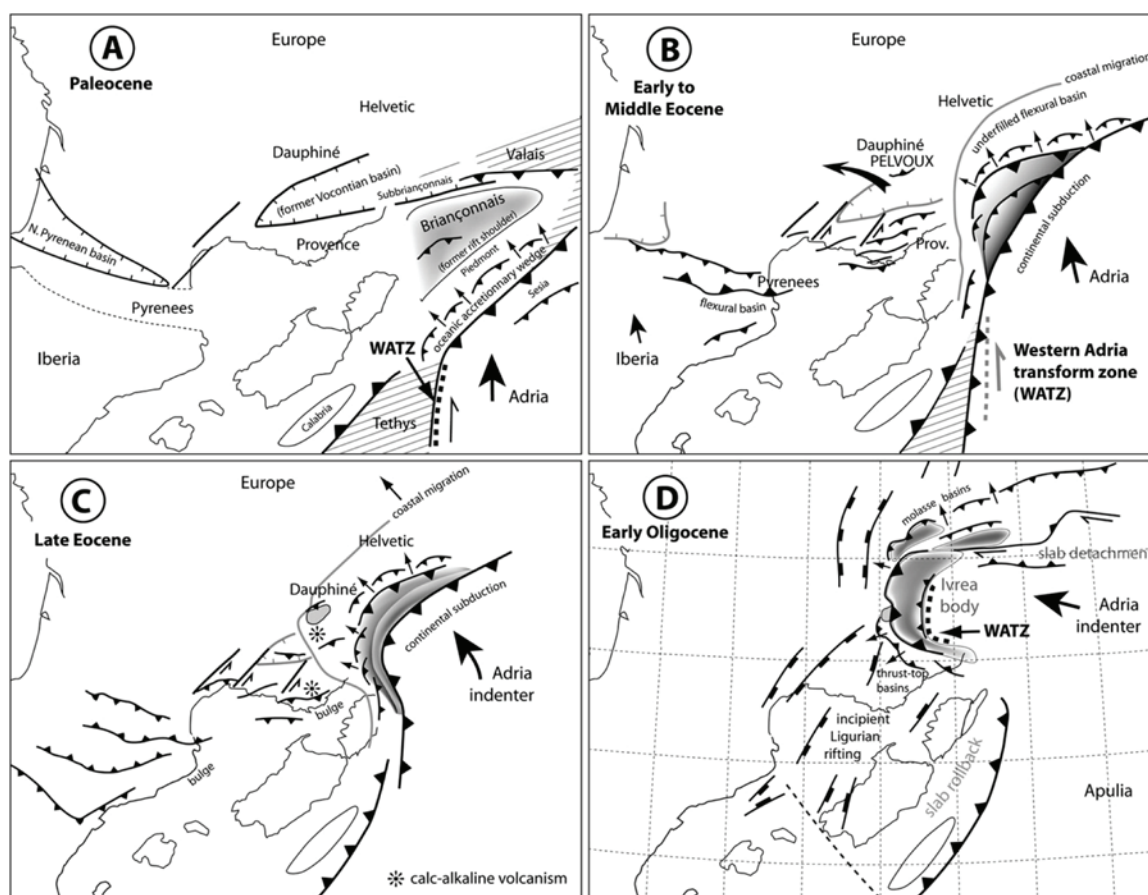 A
Paleocene
Europe
Helvetic
Dauphiné
(former Vocontian basin)
Valais
Subbriançonnais
Briançonnais
(former rift shoulder)
Piedmont
N. Pyrenean basin
Provence
oceanic accretionnary wedge
Sesia
Pyrenees
Iberia
WATZ
Adria
Calabria
Tethys
B
Early to
Middle Eocene
Europe
coastal migration
Helvetic
underfilled flexural basin
Dauphiné
PELVOUX
continental subduction
Prov.
Adria
Pyrenees
flexural basin
Iberia
Western Adria
transform zone
(WATZ)
C
Late Eocene
Europe
coastal migration
Helvetic
Dauphiné
continental subduction
Adria
indenter
bulge
bulge
calc-alkaline volcanism
D
Early Oligocene
molasse basins
slab detachment
Ivrea
body
Adria
indenter
WATZ
thrust-top
basins
incipient
Ligurian
rifting
slab rollback
Apulia